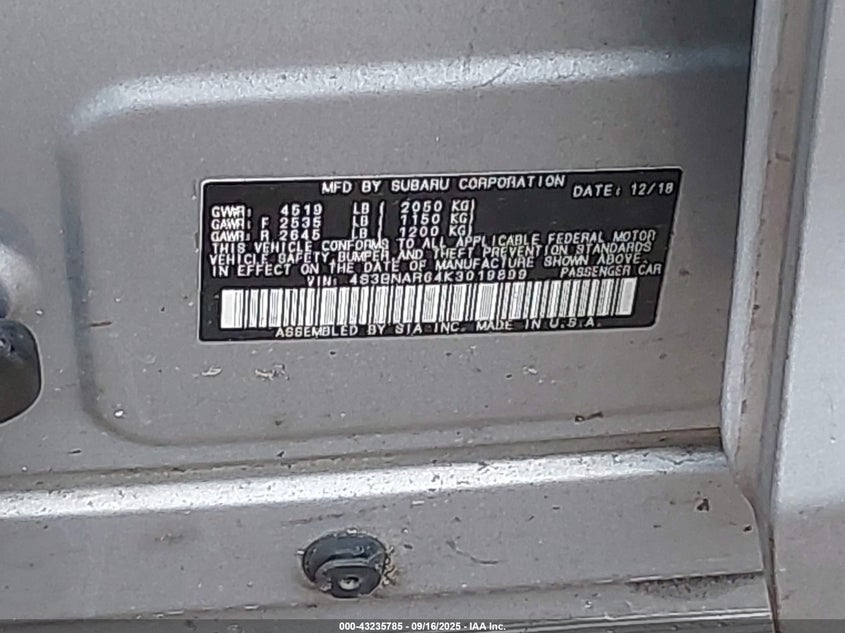 MFD BY SUBARU CORPORATION DATE: 12/18
GVWR: 4519 LB ( 2050 KG)
GAWR: F 2535 LB ( 1150 KG)
GAWR: R 2645 LB ( 1200 KG)
THIS VEHICLE CONFORMS TO ALL APPLICABLE FEDERAL MOTOR
VEHICLE SAFETY, BUMPER AND THEFT PREVENTION STANDARDS
IN EFFECT ON THE DATE OF MANUFACTURE SHOWN ABOVE.
VIN: 4S3BNAR64K3019899 PASSENGER CAR
ASSEMBLED BY SIA INC. MADE IN U.S.A.
000-43235785 - 09/16/2025 - IAA Inc.